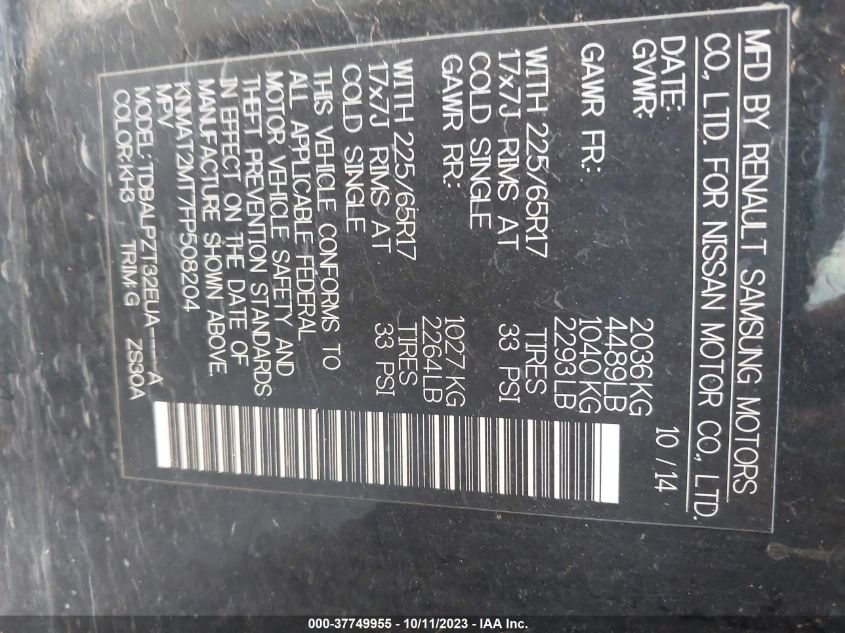 MFD BY RENAULT SAMSUNG MOTORS
CO., LTD. FOR NISSAN MOTOR CO., LTD.
DATE: 10 / 14
GVWR: 2036KG
4489LB
GAWR FR: 1040 KG
2293LB
WITH 225/65R17 TIRES
17x7J RIMS AT 33 PSI
COLD SINGLE
GAWR RR: 1027KG
2264LB
WITH 225/65R17 TIRES
17x7J RIMS AT 33 PSI
COLD SINGLE
THIS VEHICLE CONFORMS TO
ALL APPLICABLE FEDERAL
MOTOR VEHICLE SAFETY AND
THEFT PREVENTION STANDARDS
IN EFFECT ON THE DATE OF
MANUFACTURE SHOWN ABOVE.
KNMAT2MT7FP508204
MPV
MODEL: TDBALPZT32EUA----A
COLOR:KH3 TRIM:G ZS30A
000-37749955 - 10/11/2023 - IAA Inc.